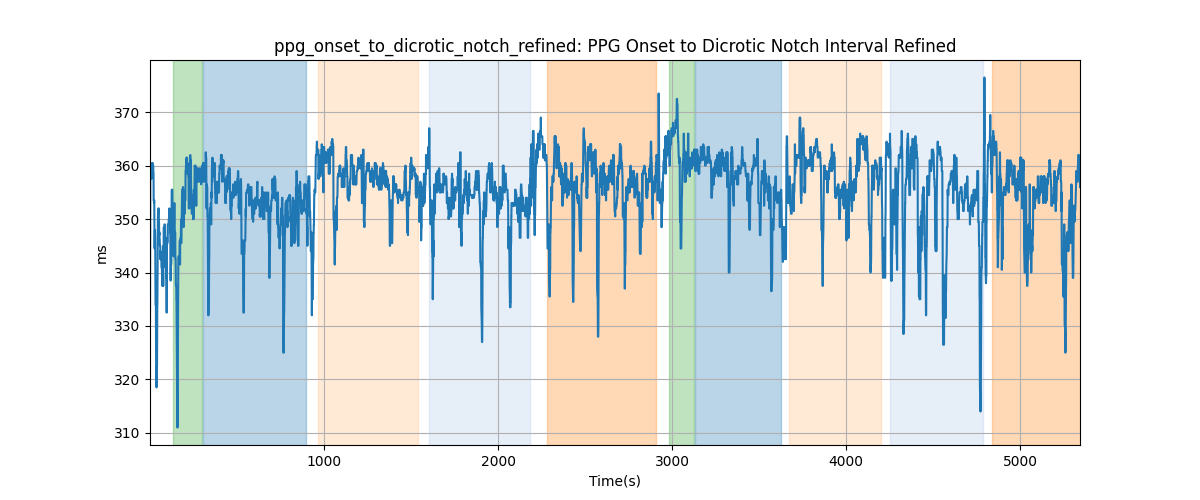 ppg_onset_to_dicrotic_notch_refined: PPG Onset to Dicrotic Notch Interval Refined
370
360
350
340
330
320
310
ms
1000 2000 3000 4000 5000
Time(s)